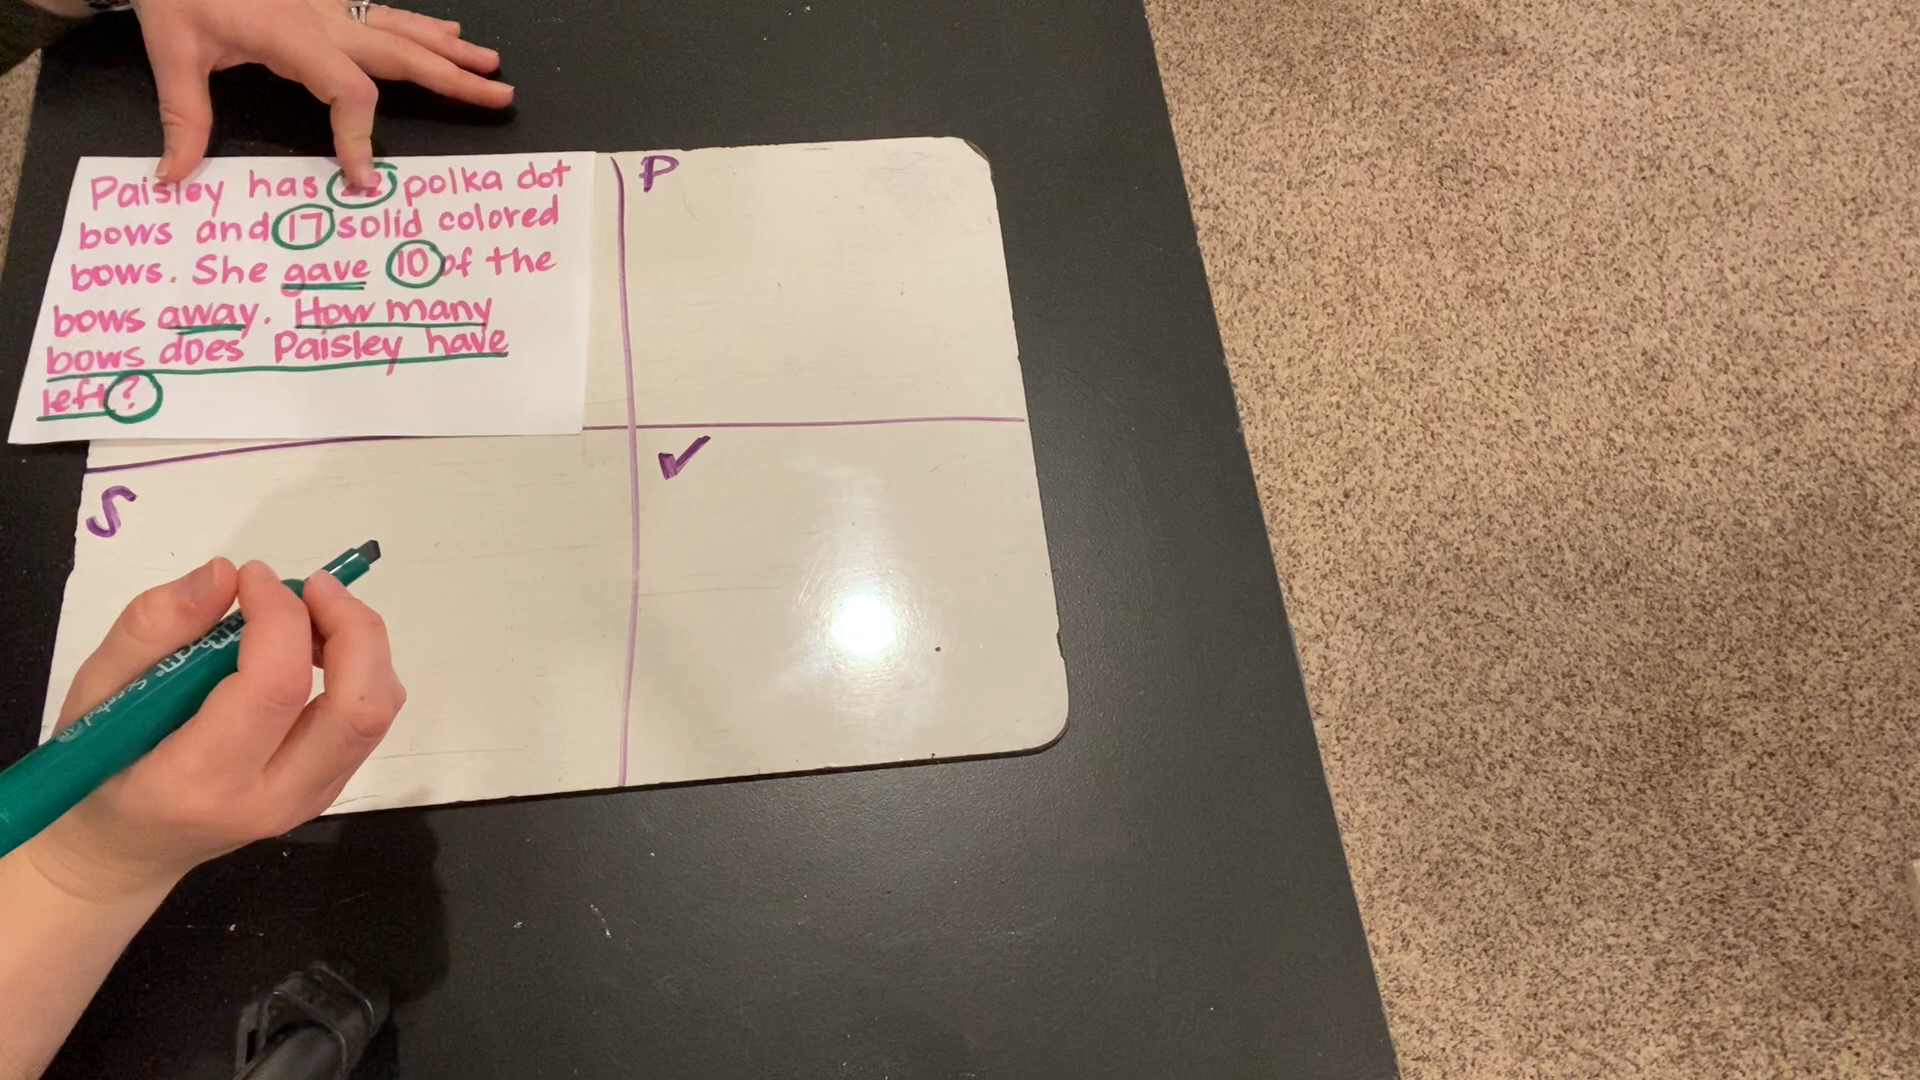 Paisley has polka dot
bows and 17 solid colored
bows. She gave 10 of the
bows away. How many
bows does Paisley have
left?
P
S
✓
Scented